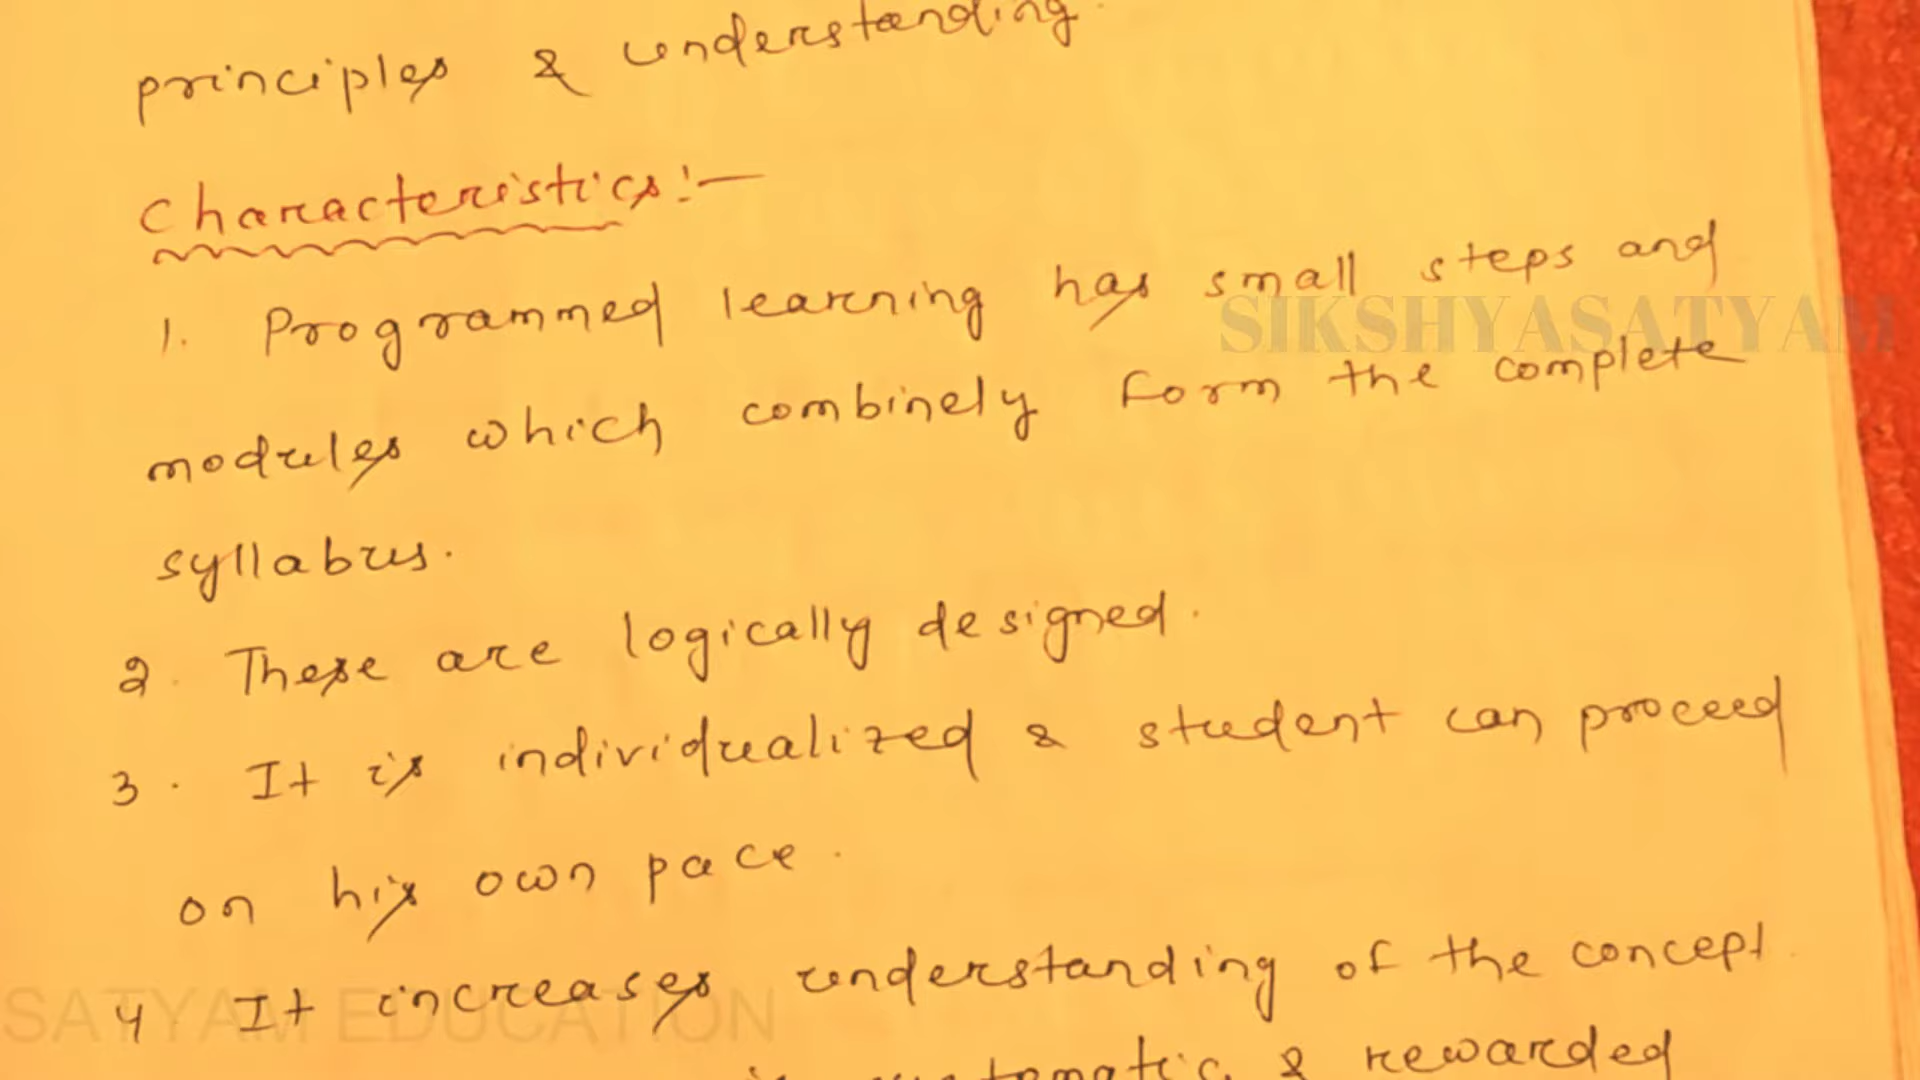 principles & understanding.
Characteristics:-
1. Programmed learning has small steps and
SIKSHYASATYAM
modules which combinely form the complete
syllabus.
2. These are logically designed.
3. It is individualized & student can proceed
on his own pace.
4. It increases understanding of the concept.
SATYAM EDUCATION
& rewarded